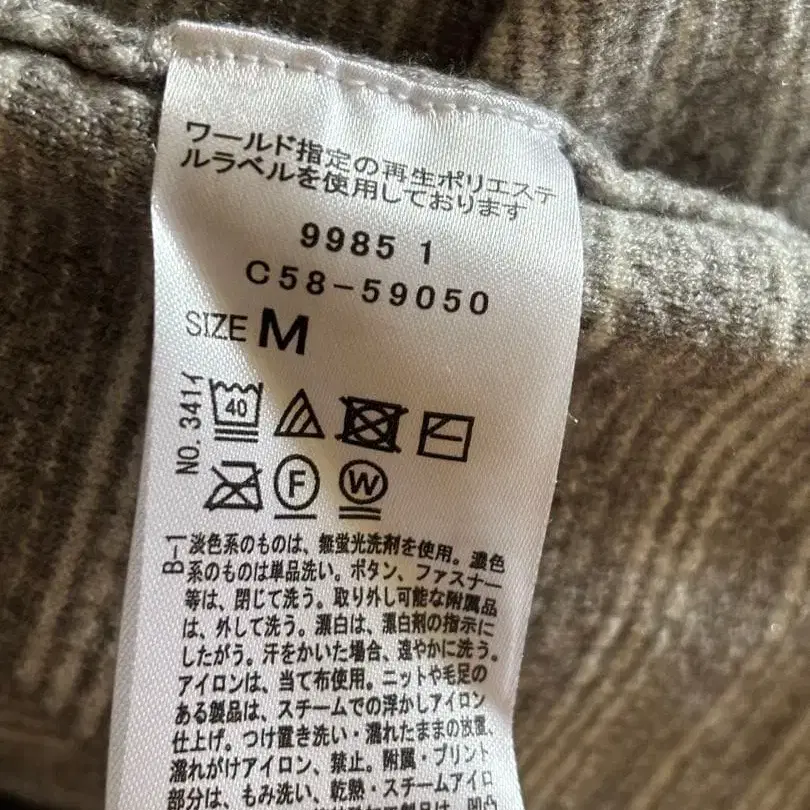 ワールド指定の再生ポリエステ
ルラベルを使用しております
9985 1
C58-59050
SIZE M
NO. 341イ
40
F
W
B-1
淡色系のものは、無蛍光洗剤を使用。濃色
系のものは単品洗い。ボタン、ファスナー
等は、閉じて洗う。取り外し可能な附属品
は、外して洗う。漂白は、漂白剤の指示に
したがう。汗をかいた場合、速やかに洗う。
アイロンは、当て布使用。ニットや毛足の
ある製品は、スチームでの浮かしアイロン
仕上げ。つけ置き洗い・濡れたままの放置、
濡れがけアイロン、禁止。附属・プリント
部分は、もみ洗い、乾熱・スチームアイロ